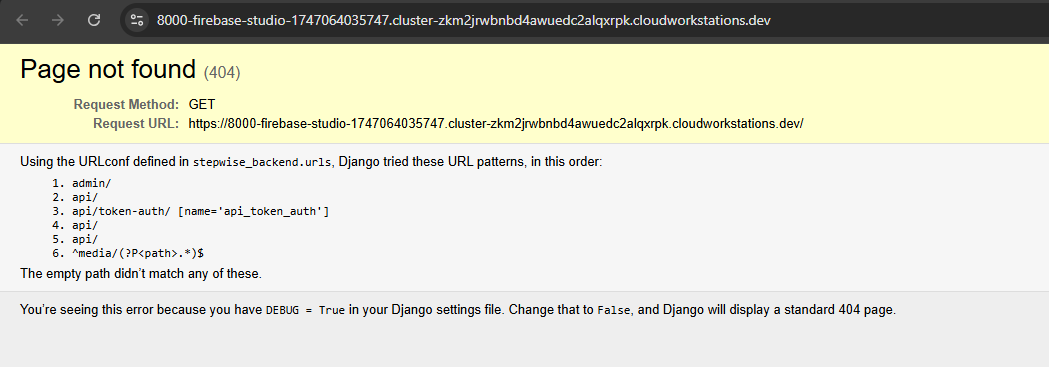 8000-firebase-studio-1747064035747.cluster-zkm2jrwbnbd4awuedc2alqxrpk.cloudworkstations.dev
Page not found (404)
Request Method: GET
Request URL: https://8000-firebase-studio-1747064035747.cluster-zkm2jrwbnbd4awuedc2alqxrpk.cloudworkstations.dev/
Using the URLconf defined in stepwise_backend.urls, Django tried these URL patterns, in this order:
1. admin/
2. api/
3. api/token-auth/ [name='api_token_auth']
4. api/
5. api/
6. ^media/(?P<path>.*)$
The empty path didn’t match any of these.
You’re seeing this error because you have DEBUG = True in your Django settings file. Change that to False, and Django will display a standard 404 page.